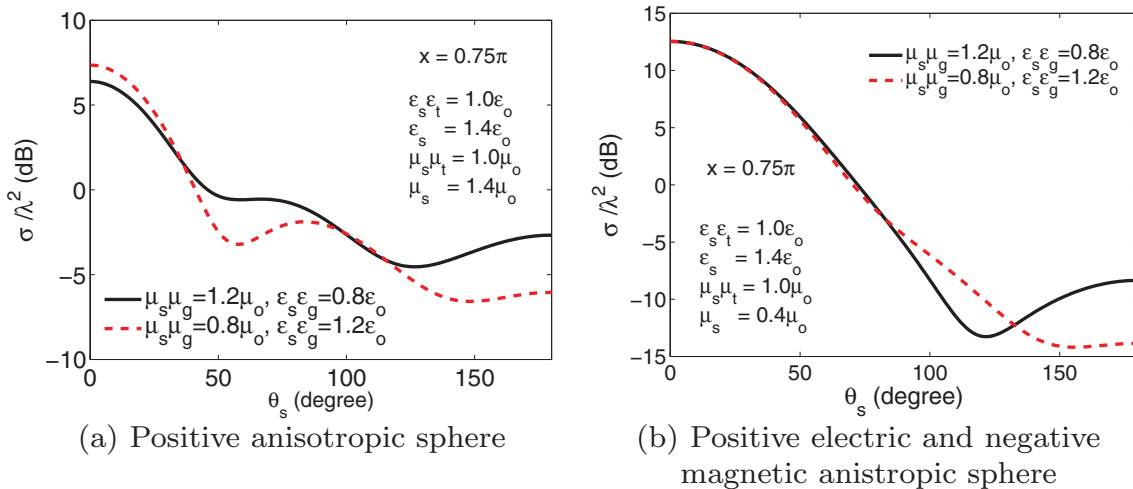 10
5
0
−5
−10
σ /λ² (dB)
x = 0.75π
ε_sε_t = 1.0ε_o
ε_s = 1.4ε_o
μ_sμ_t = 1.0μ_o
μ_s = 1.4μ_o
μ_sμ_g=1.2μ_o, ε_sε_g=0.8ε_o
μ_sμ_g=0.8μ_o, ε_sε_g=1.2ε_o
0 50 100 150
θ_s (degree)
(a) Positive anisotropic sphere
15
10
5
0
−5
−10
−15
σ /λ² (dB)
μ_sμ_g=1.2μ_o, ε_sε_g=0.8ε_o
μ_sμ_g=0.8μ_o, ε_sε_g=1.2ε_o
x = 0.75π
ε_sε_t = 1.0ε_o
ε_s = 1.4ε_o
μ_sμ_t = 1.0μ_o
μ_s = 0.4μ_o
0 50 100 150
θ_s (degree)
(b) Positive electric and negative
magnetic anistropic sphere